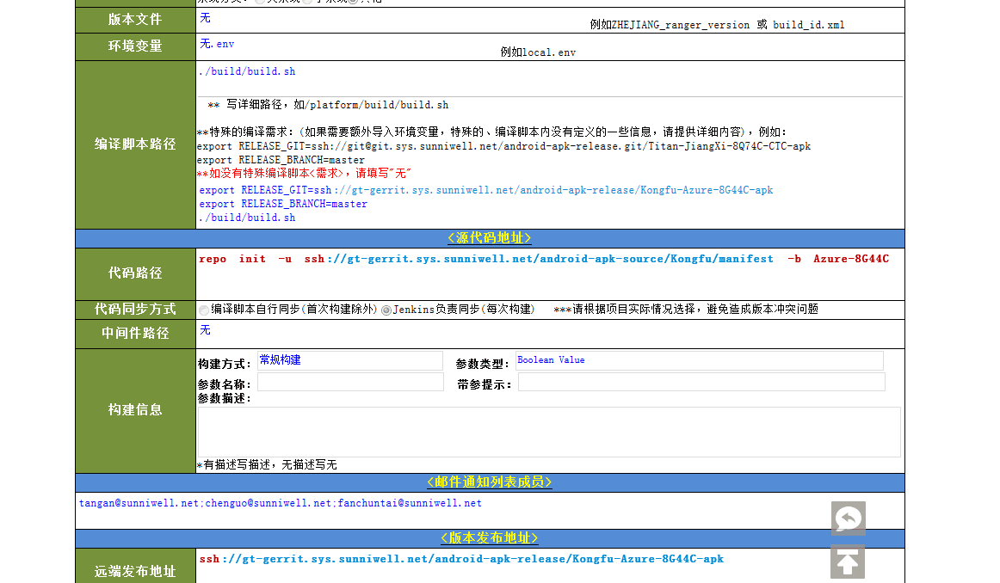 版本文件
无
例如ZHEJIANG_ranger_version 或 build_id.xml
环境变量
无.env
例如local.env
编译脚本路径
./build/build.sh
** 写详细路径，如/platform/build/build.sh
**特殊的编译需求：(如果需要额外导入环境变量，特殊的、编译脚本内没有定义的一些信息，请提供详细内容)，例如：
export RELEASE_GIT=ssh://git@git.sys.sunniwell.net/android-apk-release.git/Titan-JiangXi-8Q74C-CTC-apk
export RELEASE_BRANCH=master
**如没有特殊编译脚本<需求>，请填写"无"
export RELEASE_GIT=ssh://gt-gerrit.sys.sunniwell.net/android-apk-release/Kongfu-Azure-8G44C-apk
export RELEASE_BRANCH=master
./build/build.sh
<源代码地址>
代码路径
repo init -u ssh://gt-gerrit.sys.sunniwell.net/android-apk-source/Kongfu/manifest -b Azure-8G44C
代码同步方式
编译脚本自行同步(首次构建除外) Jenkins负责同步(每次构建) ***请根据项目实际情况选择，避免造成版本冲突问题
中间件路径
无
构建信息
构建方式： 常规构建 参数类型： Boolean Value
参数名称： 带参提示：
参数描述：
*有描述写描述，无描述写无
<邮件通知列表成员>
tangan@sunniwell.net;chenguo@sunniwell.net;fanchuntai@sunniwell.net
<版本发布地址>
远端发布地址
ssh://gt-gerrit.sys.sunniwell.net/android-apk-release/Kongfu-Azure-8G44C-apk